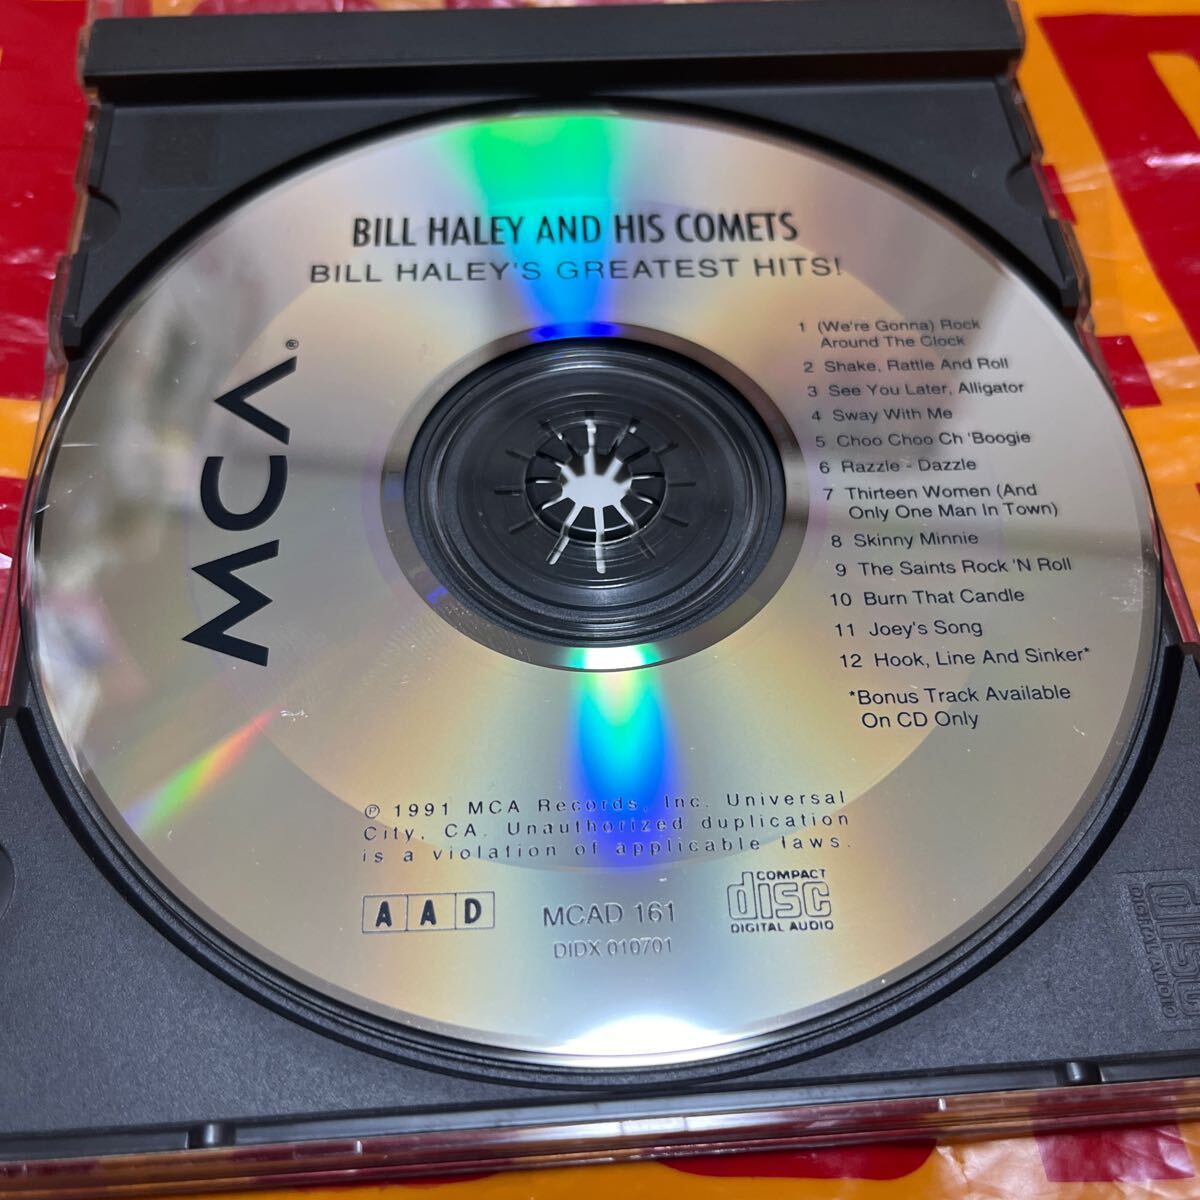 BILL HALEY AND HIS COMETS
BILL HALEY'S GREATEST HITS!
MCA®
1 (We're Gonna) Rock
Around The Clock
2 Shake, Rattle And Roll
3 See You Later, Alligator
4 Sway With Me
5 Choo Choo Ch 'Boogie
6 Razzle - Dazzle
7 Thirteen Women (And
Only One Man In Town)
8 Skinny Minnie
9 The Saints Rock 'N Roll
10 Burn That Candle
11 Joey's Song
12 Hook, Line And Sinker*
*Bonus Track Available
On CD Only
℗ 1991 MCA Records, Inc. Universal
City, CA. Unauthorized duplication
is a violation of applicable laws.
A A D
MCAD 161
DIDX 010701
COMPACT
disc
DIGITAL AUDIO
disc
DIGITAL AUDIO